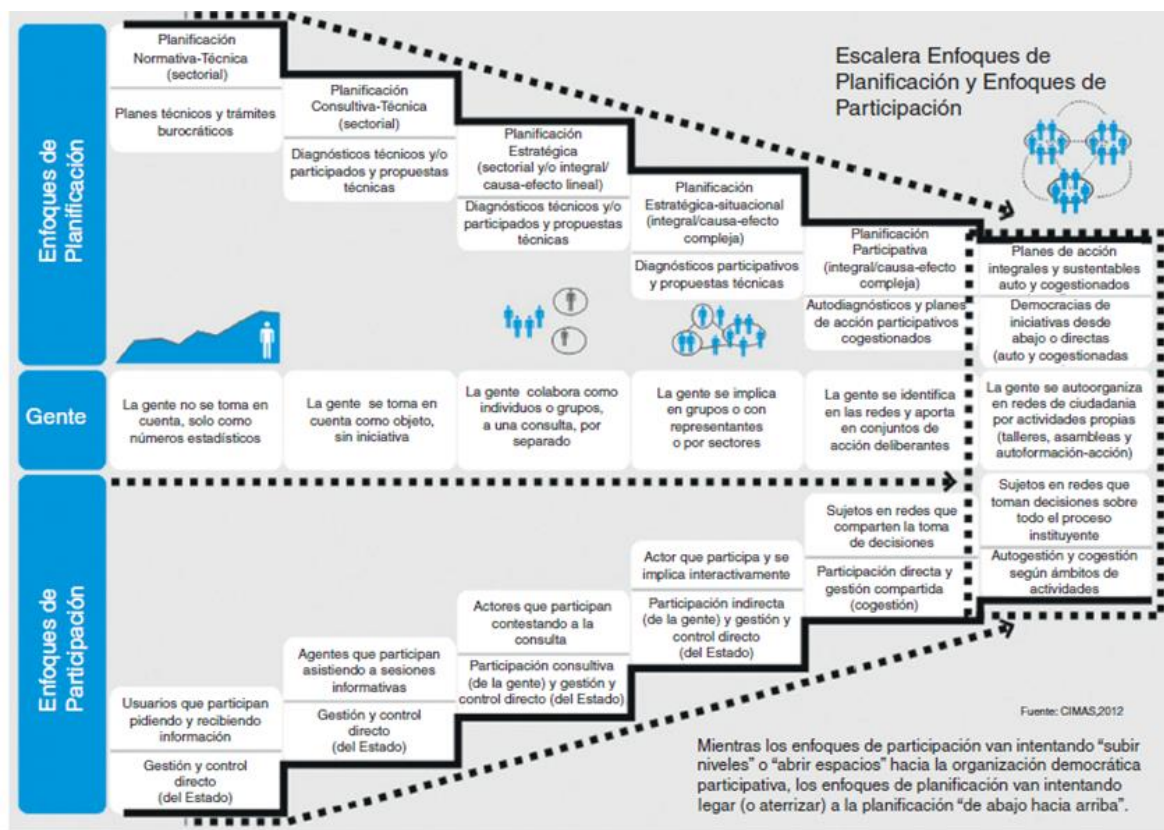 Escalera Enfoques de
Planificación y Enfoques de
Participación
Enfoques de
Planificación
Planificación
Normativa-Técnica
(sectorial)
Planes técnicos y trámites
burocráticos
Planificación
Consultiva-Técnica
(sectorial)
Diagnósticos técnicos y/o
participados y propuestas
técnicas
Planificación
Estratégica
(sectorial y/o integral/
causa-efecto lineal)
Diagnósticos técnicos y/o
participados y propuestas
técnicas
Planificación
Estratégica-situacional
(integral/causa-efecto
compleja)
Diagnósticos participativos
y propuestas técnicas
Planificación
Participativa
(integral/causa-efecto
compleja)
Autodiagnósticos y planes
de acción participativos
cogestionados
Planes de acción
integrales y sustentables
auto y cogestionados
Democracias de
iniciativas desde
abajo o directas
(auto y cogestionadas
Gente
La gente no se toma en
cuenta, solo como
números estadísticos
La gente se toma en
cuenta como objeto,
sin iniciativa
La gente colabora como
individuos o grupos,
a una consulta, por
separado
La gente se implica
en grupos o con
representantes
o por sectores
La gente se identifica
en las redes y aporta
en conjuntos de
acción deliberantes
La gente se autoorganiza
en redes de ciudadania
por actividades propias
(talleres, asambleas y
autoformación-acción)
Enfoques de
Participación
Usuarios que participan
pidiendo y recibiendo
información
Gestión y control
directo
(del Estado)
Agentes que participan
asistiendo a sesiones
informativas
Gestión y control
directo
(del Estado)
Actores que participan
contestando a la
consulta
Participación consultiva
(de la gente) y gestión y
control directo (del Estado)
Actor que participa y se
implica interactivamente
Participación indirecta
(de la gente) y gestión y
control directo
(del Estado)
Sujetos en redes que
comparten la toma
de decisiones
Participación directa y
gestión compartida
(cogestión)
Sujetos en redes que
toman decisiones sobre
todo el proceso
instituyente
Autogestión y cogestión
según ámbitos de
actividades
Fuente: CIMAS,2012
Mientras los enfoques de participación van intentando “subir
niveles” o “abrir espacios” hacia la organización democrática
participativa, los enfoques de planificación van intentando
legar (o aterrizar) a la planificación “de abajo hacia arriba”.